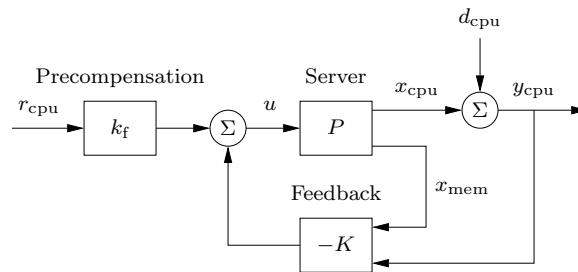 d_cpu
Precompensation Server
r_cpu u x_cpu y_cpu
k_f Σ P Σ
Feedback x_mem
−K